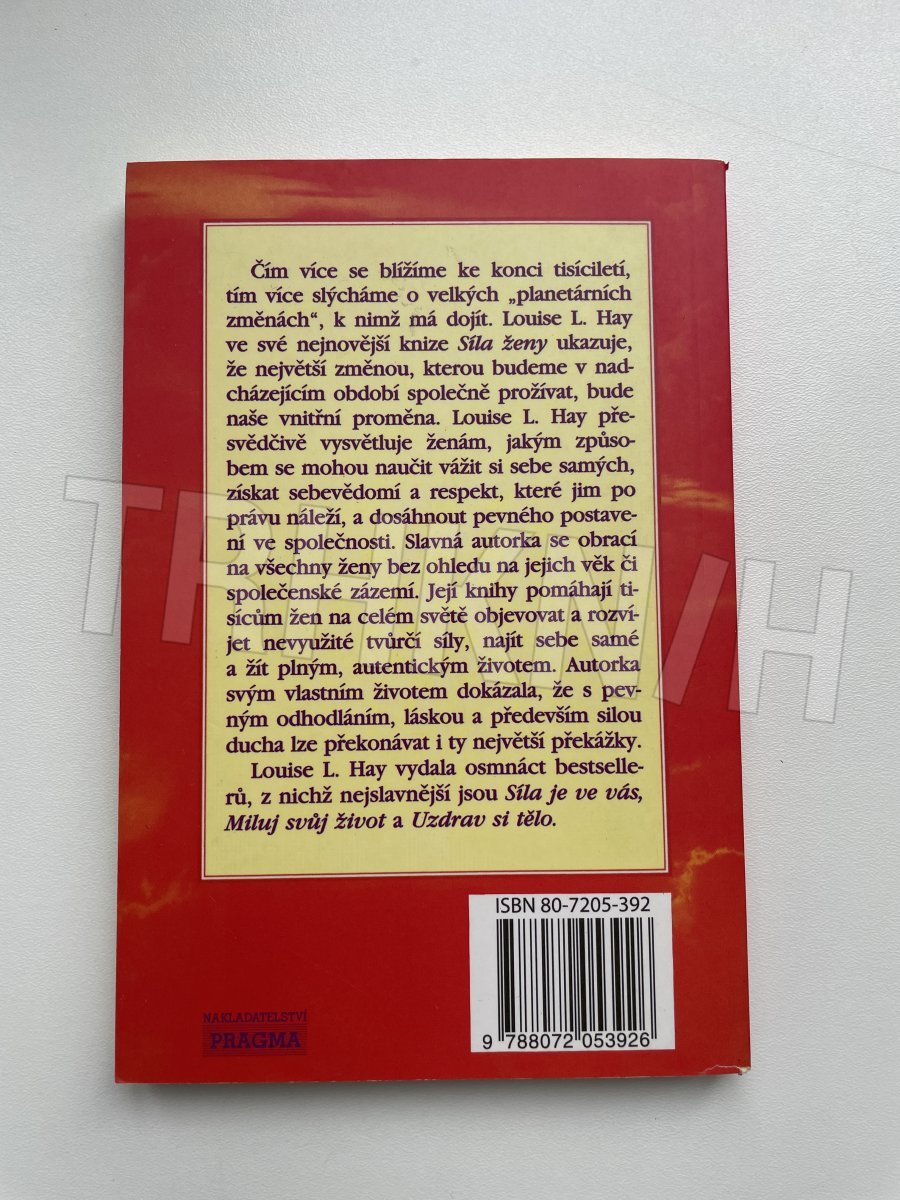 Čím více se blížíme ke konci tisíciletí,
tím více slýcháme o velkých „planetárních
změnách“, k nimž má dojít. Louise L. Hay
ve své nejnovější knize Síla ženy ukazuje,
že největší změnou, kterou budeme v nad-
cházejícím období společně prožívat, bude
naše vnitřní proměna. Louise L. Hay pře-
svědčivě vysvětluje ženám, jakým způso-
bem se mohou naučit vážit si sebe samých,
získat sebevědomí a respekt, které jim po
právu náleží, a dosáhnout pevného postave-
ní ve společnosti. Slavná autorka se obrací
na všechny ženy bez ohledu na jejich věk či
společenské zázemí. Její knihy pomáhají ti-
sícům žen na celém světě objevovat a rozví-
jet nevyužité tvůrčí síly, najít sebe samé
a žít plným, autentickým životem. Autorka
svým vlastním životem dokázala, že s pev-
ným odhodláním, láskou a především silou
ducha lze překonávat i ty největší překážky.
Louise L. Hay vydala osmnáct bestselle-
rů, z nichž nejslavnější jsou Síla je ve vás,
Miluj svůj život a Uzdrav si tělo.
ISBN 80-7205-392
9 788072 053926
NAKLADATELSTVÍ
PRAGMA
TRHKNIH